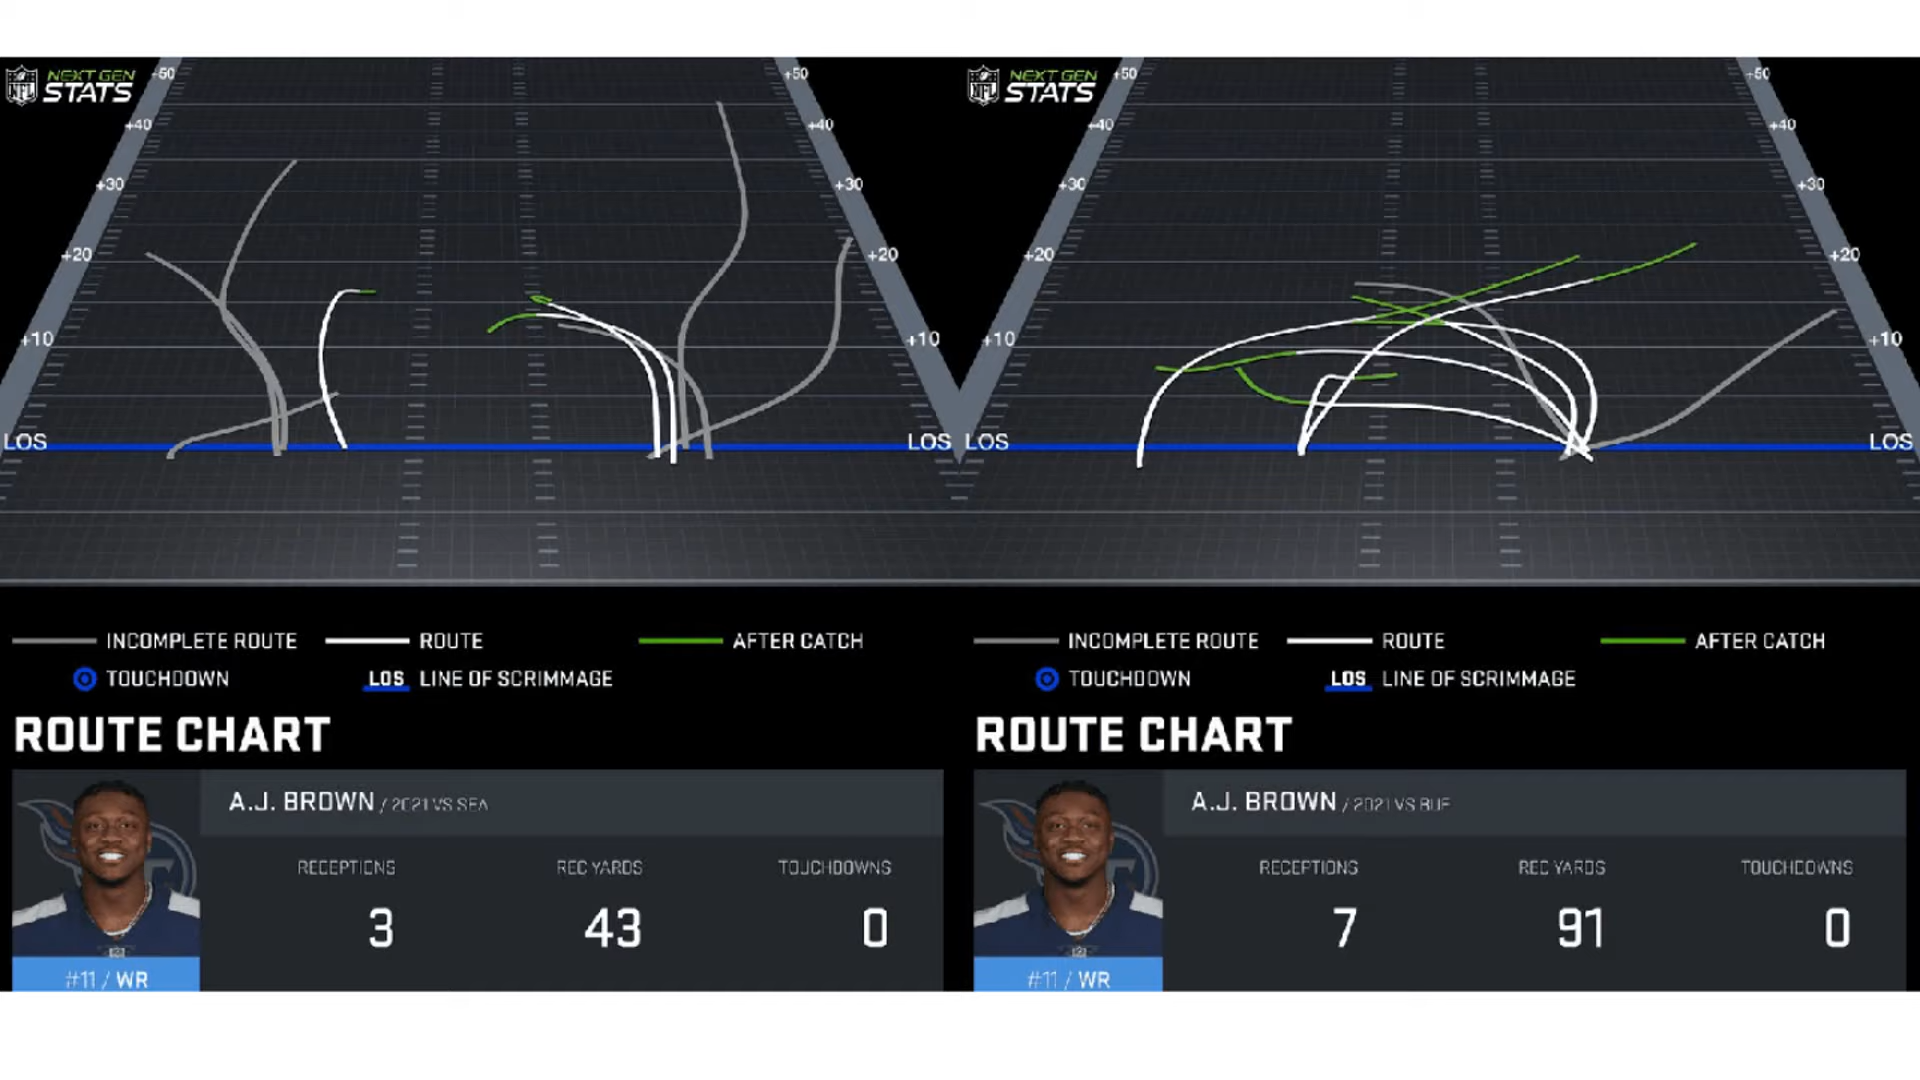 NEXT GEN
STATS
NFL
+50
+50
+40
+40
+30
+30
+20
+20
+10
+10
LOS
LOS
INCOMPLETE ROUTE
ROUTE
AFTER CATCH
TOUCHDOWN
LOS LINE OF SCRIMMAGE
ROUTE CHART
A.J. BROWN / 2021 VS SEA
RECEPTIONS
REC YARDS
TOUCHDOWNS
3
43
0
#11 / WR
NEXT GEN
STATS
NFL
+50
+50
+40
+40
+30
+30
+20
+20
+10
+10
LOS
LOS
INCOMPLETE ROUTE
ROUTE
AFTER CATCH
TOUCHDOWN
LOS LINE OF SCRIMMAGE
ROUTE CHART
A.J. BROWN / 2021 VS BUF
RECEPTIONS
REC YARDS
TOUCHDOWNS
7
91
0
#11 / WR